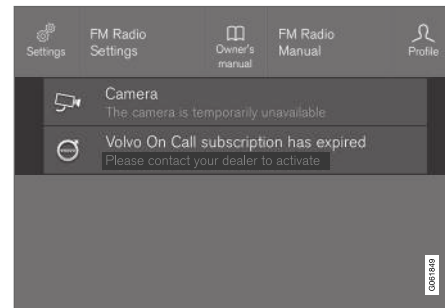 Settings
FM Radio
Settings
Owner's
manual
FM Radio
Manual
Profile
Camera
The camera is temporarily unavailable
Volvo On Call subscription has expired
Please contact your dealer to activate
G061849